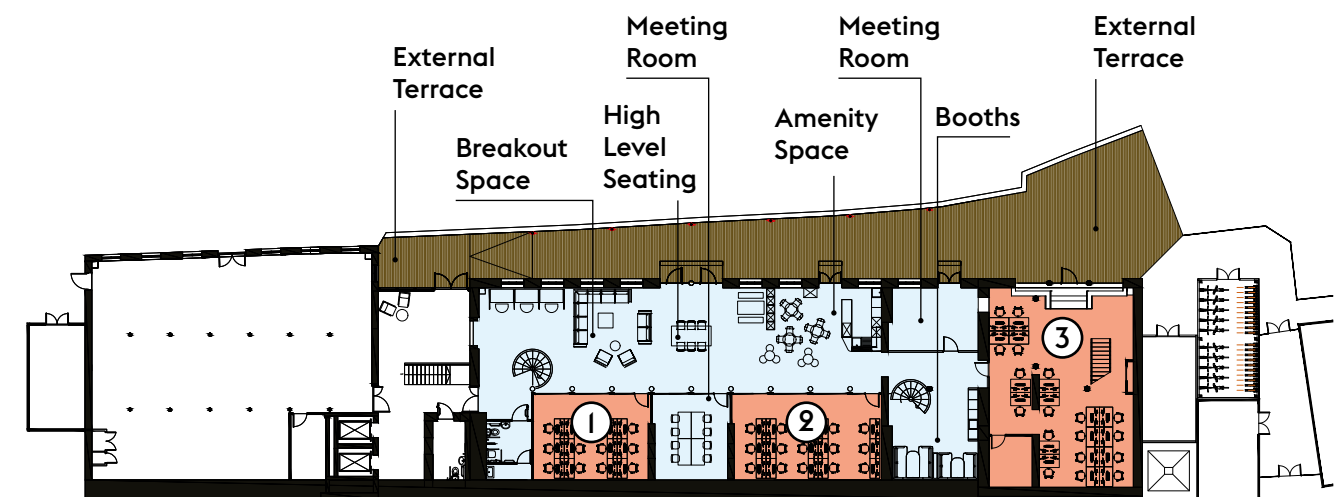 External
Terrace
Breakout
Space
High
Level
Seating
Meeting
Room
Amenity
Space
Meeting
Room
Booths
External
Terrace
1
2
3